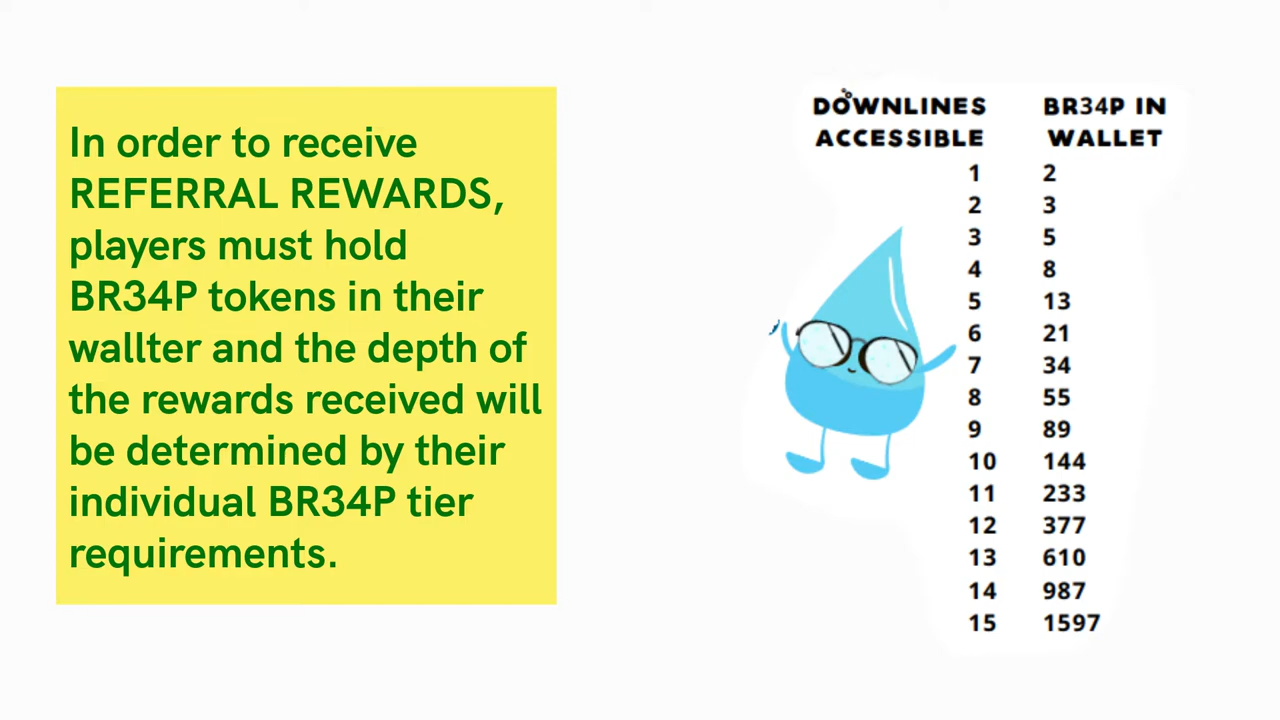 In order to receive
REFERRAL REWARDS,
players must hold
BR34P tokens in their
wallter and the depth of
the rewards received will
be determined by their
individual BR34P tier
requirements.
DOWNLINES BR34P IN
ACCESSIBLE WALLET
1 2
2 3
3 5
4 8
5 13
6 21
7 34
8 55
9 89
10 144
11 233
12 377
13 610
14 987
15 1597